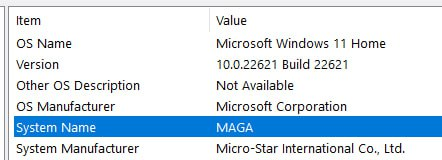 Item Value
OS Name Microsoft Windows 11 Home
Version 10.0.22621 Build 22621
Other OS Description Not Available
OS Manufacturer Microsoft Corporation
System Name MAGA
System Manufacturer Micro-Star International Co., Ltd.